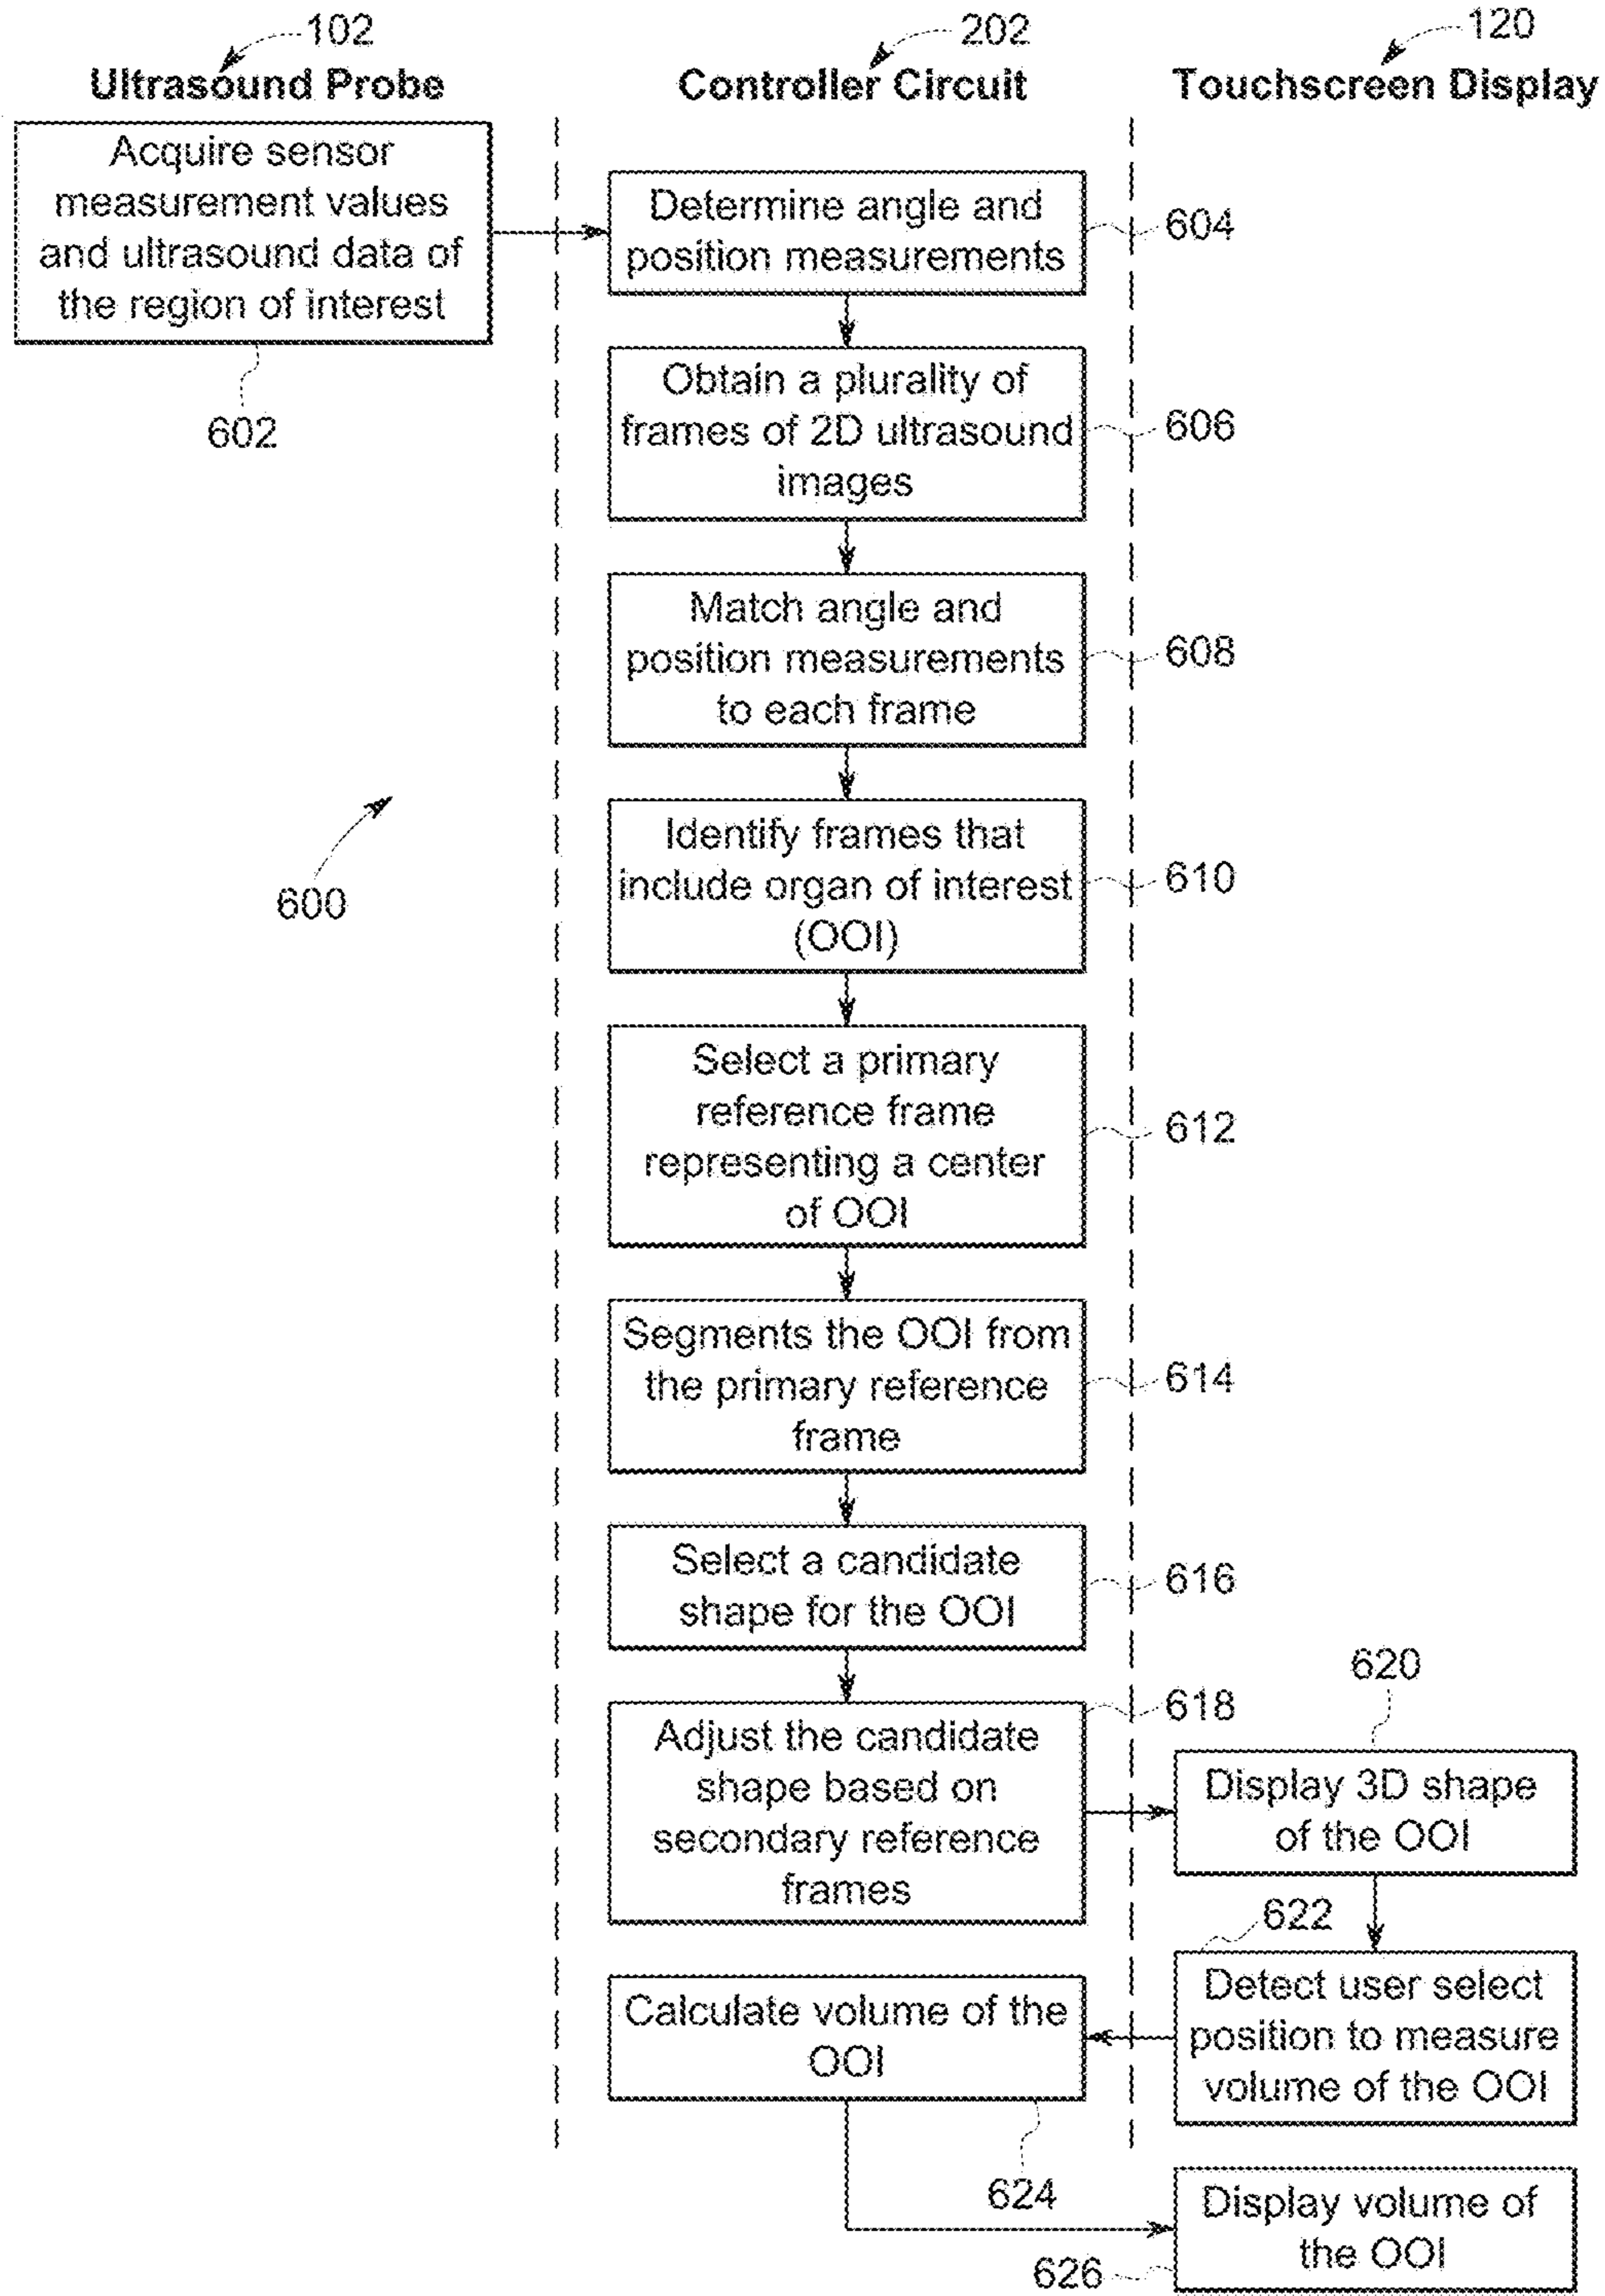 102
Ultrasound Probe
202
Controller Circuit
120
Touchscreen Display
Acquire sensor
measurement values
and ultrasound data of
the region of interest
602
Determine angle and
position measurements
604
Obtain a plurality of
frames of 2D ultrasound
images
606
Match angle and
position measurements
to each frame
608
600
Identify frames that
include organ of interest
(OOI)
610
Select a primary
reference frame
representing a center
of OOI
612
Segments the OOI from
the primary reference
frame
614
Select a candidate
shape for the OOI
616
Adjust the candidate
shape based on
secondary reference
frames
618
620
Display 3D shape
of the OOI
622
Detect user select
position to measure
volume of the OOI
Calculate volume of the
OOI
624
Display volume of
the OOI
626